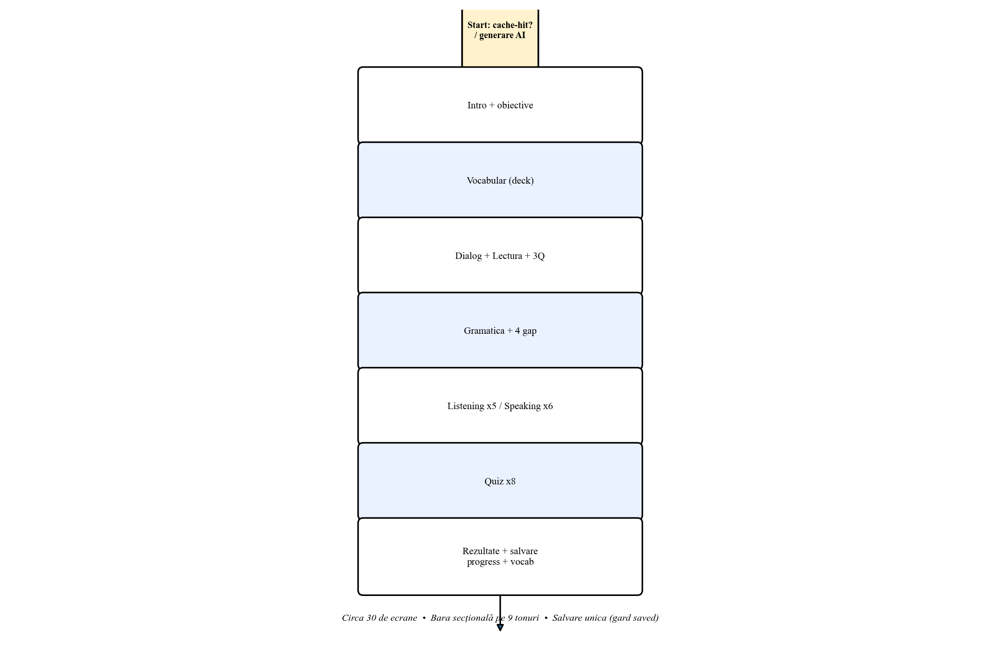 Start: cache-hit?
/ generare AI
Intro + obiective
Vocabular (deck)
Dialog + Lectura + 3Q
Gramatica + 4 gap
Listening x5 / Speaking x6
Quiz x8
Rezultate + salvare
progress + vocab
Circa 30 de ecrane • Bara secțională pe 9 tonuri • Salvare unica (gard saved)